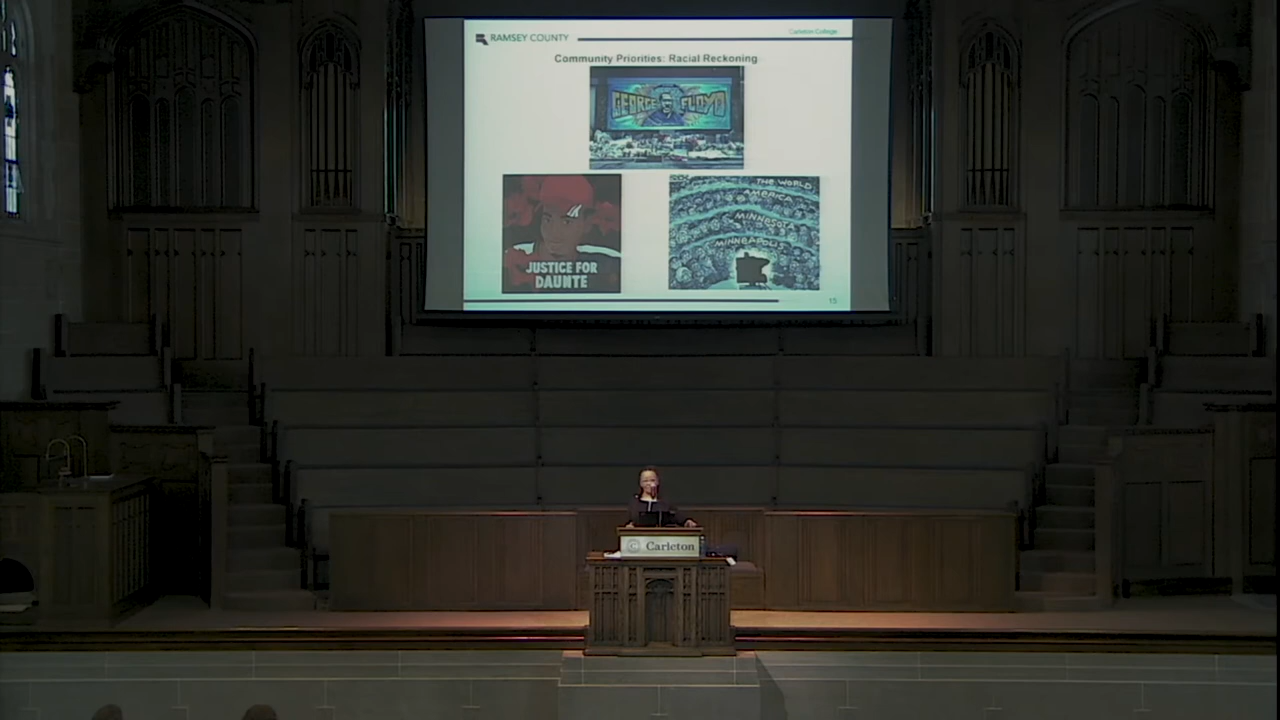 RAMSEY COUNTY
Carleton College
Community Priorities: Racial Reckoning
GEORGE FLOYD
JUSTICE FOR
DAUNTE
THE WORLD
AMERICA
MINNESOTA
MINNEAPOLIS
15
Carleton